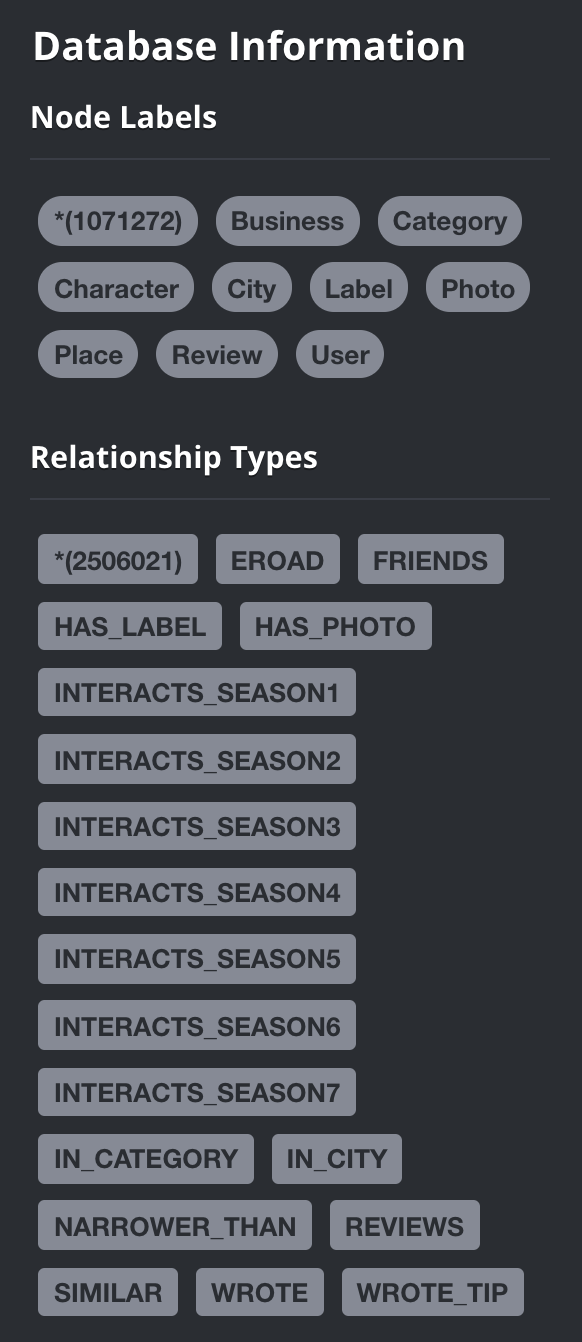 Database Information
Node Labels
*(1071272) Business Category
Character City Label Photo
Place Review User
Relationship Types
*(2506021) EROAD FRIENDS
HAS_LABEL HAS_PHOTO
INTERACTS_SEASON1
INTERACTS_SEASON2
INTERACTS_SEASON3
INTERACTS_SEASON4
INTERACTS_SEASON5
INTERACTS_SEASON6
INTERACTS_SEASON7
IN_CATEGORY IN_CITY
NARROWER_THAN REVIEWS
SIMILAR WROTE WROTE_TIP